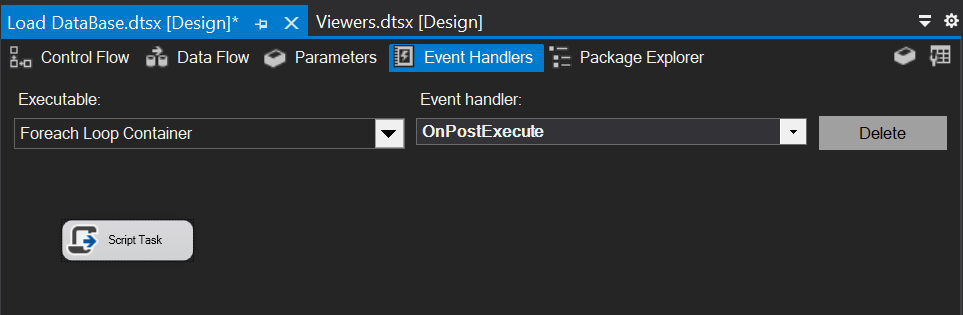 Load DataBase.dtsx [Design]* Viewers.dtsx [Design]
Control Flow Data Flow Parameters Event Handlers Package Explorer
Executable: Event handler:
Foreach Loop Container OnPostExecute Delete
Script Task